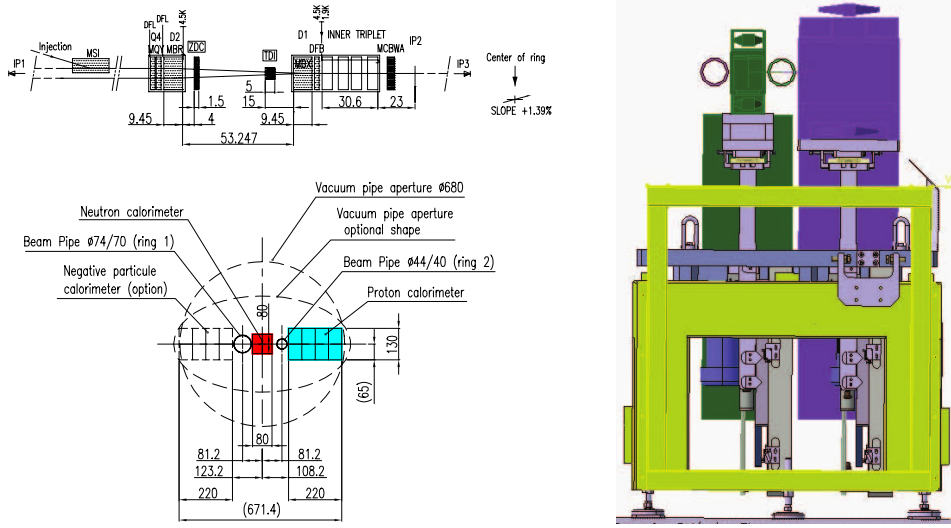 DFL
DFL
4.5K
4.5K
1.9K
Q4
D2
D1
INNER TRIPLET
DFB
Injection
MSI
MQY
MBR
ZDC
TDI
MBX
MCBWA
IP2
IP1
IP3
Center of ring
SLOPE +1.39%
5
1.5
15
30.6
23
9.45
4
9.45
53.247
Vacuum pipe aperture ø680
Neutron calorimeter
Vacuum pipe aperture
optional shape
Beam Pipe ø74/70 (ring 1)
Beam Pipe ø44/40 (ring 2)
Negative particule
calorimeter (option)
Proton calorimeter
80
130
(65)
80
81.2
81.2
123.2
108.2
220
220
(671.4)